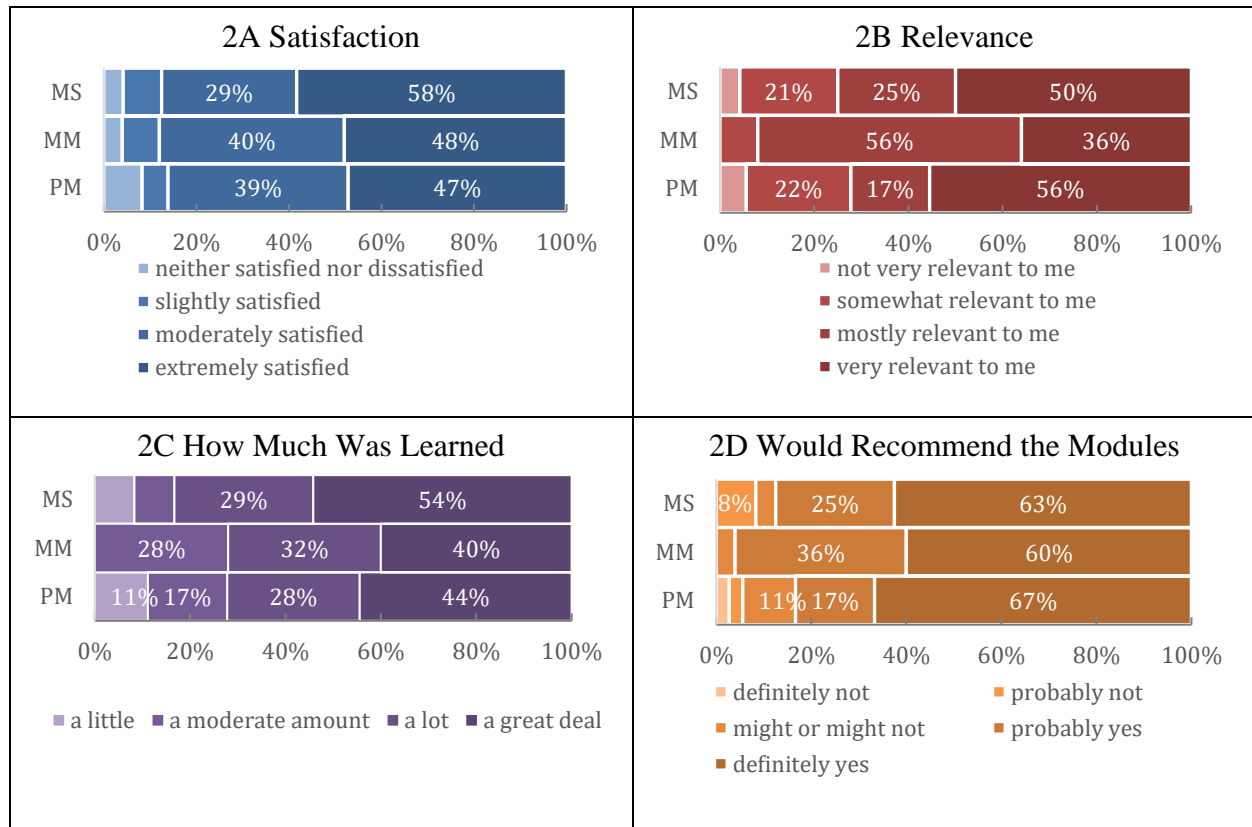 2A Satisfaction
MS 29% 58%
MM 40% 48%
PM 39% 47%
0% 20% 40% 60% 80% 100%
neither satisfied nor dissatisfied
slightly satisfied
moderately satisfied
extremely satisfied
2B Relevance
MS 21% 25% 50%
MM 56% 36%
PM 22% 17% 56%
0% 20% 40% 60% 80% 100%
not very relevant to me
somewhat relevant to me
mostly relevant to me
very relevant to me
2C How Much Was Learned
MS 29% 54%
MM 28% 32% 40%
PM 11% 17% 28% 44%
0% 20% 40% 60% 80% 100%
a little a moderate amount a lot a great deal
2D Would Recommend the Modules
MS 8% 25% 63%
MM 36% 60%
PM 11% 17% 67%
0% 20% 40% 60% 80% 100%
definitely not probably not
might or might not probably yes
definitely yes